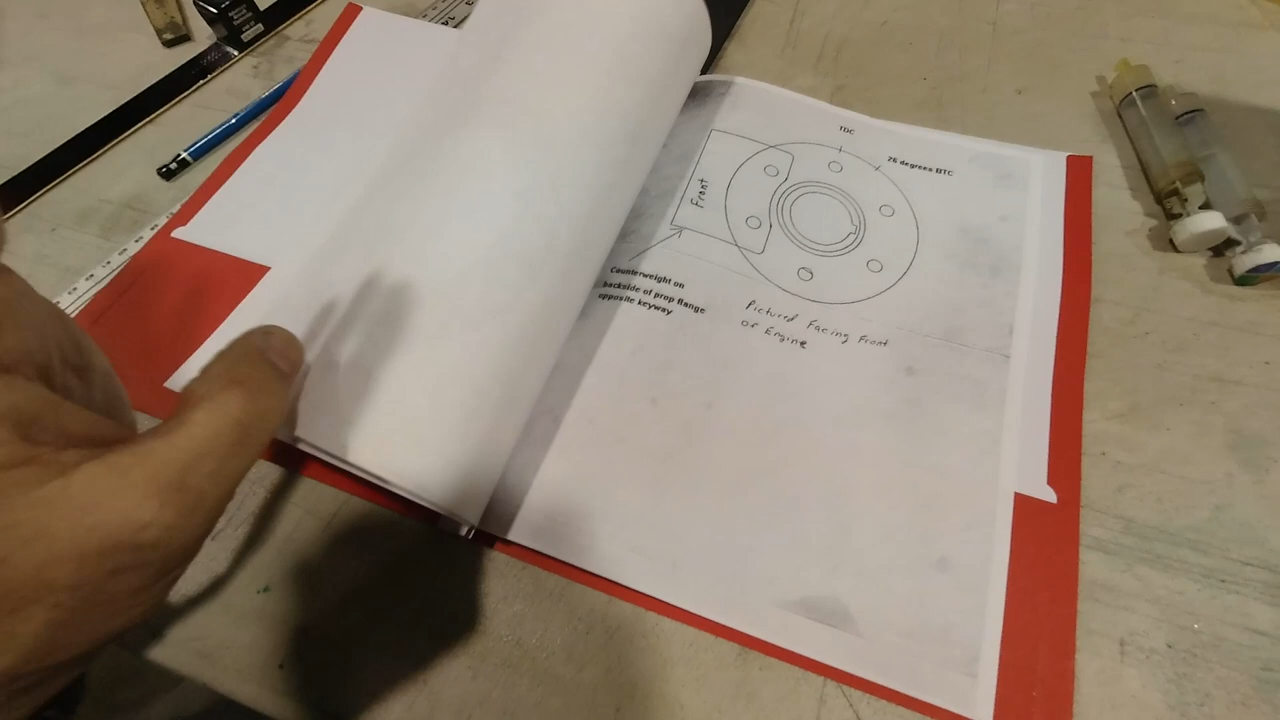 TDC
26 degrees BTC
Front
Counterweight on
backside of prop flange
opposite keyway
Pictured Facing Front
Of Engine